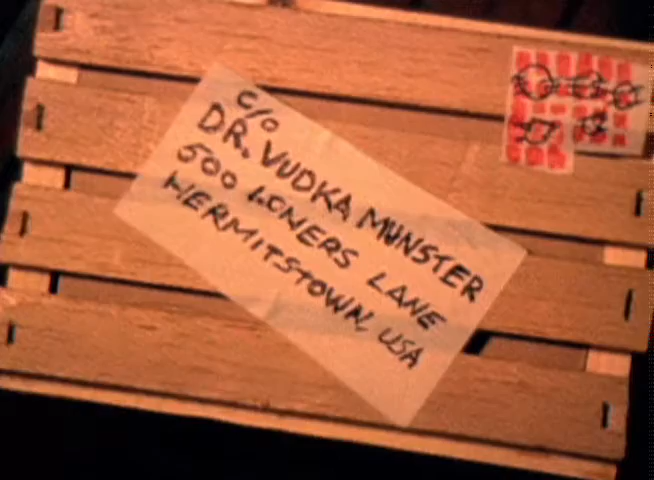 C/O
DR. VUDKA MUNSTER
500 LONERS LANE
HERMITSTOWN, USA